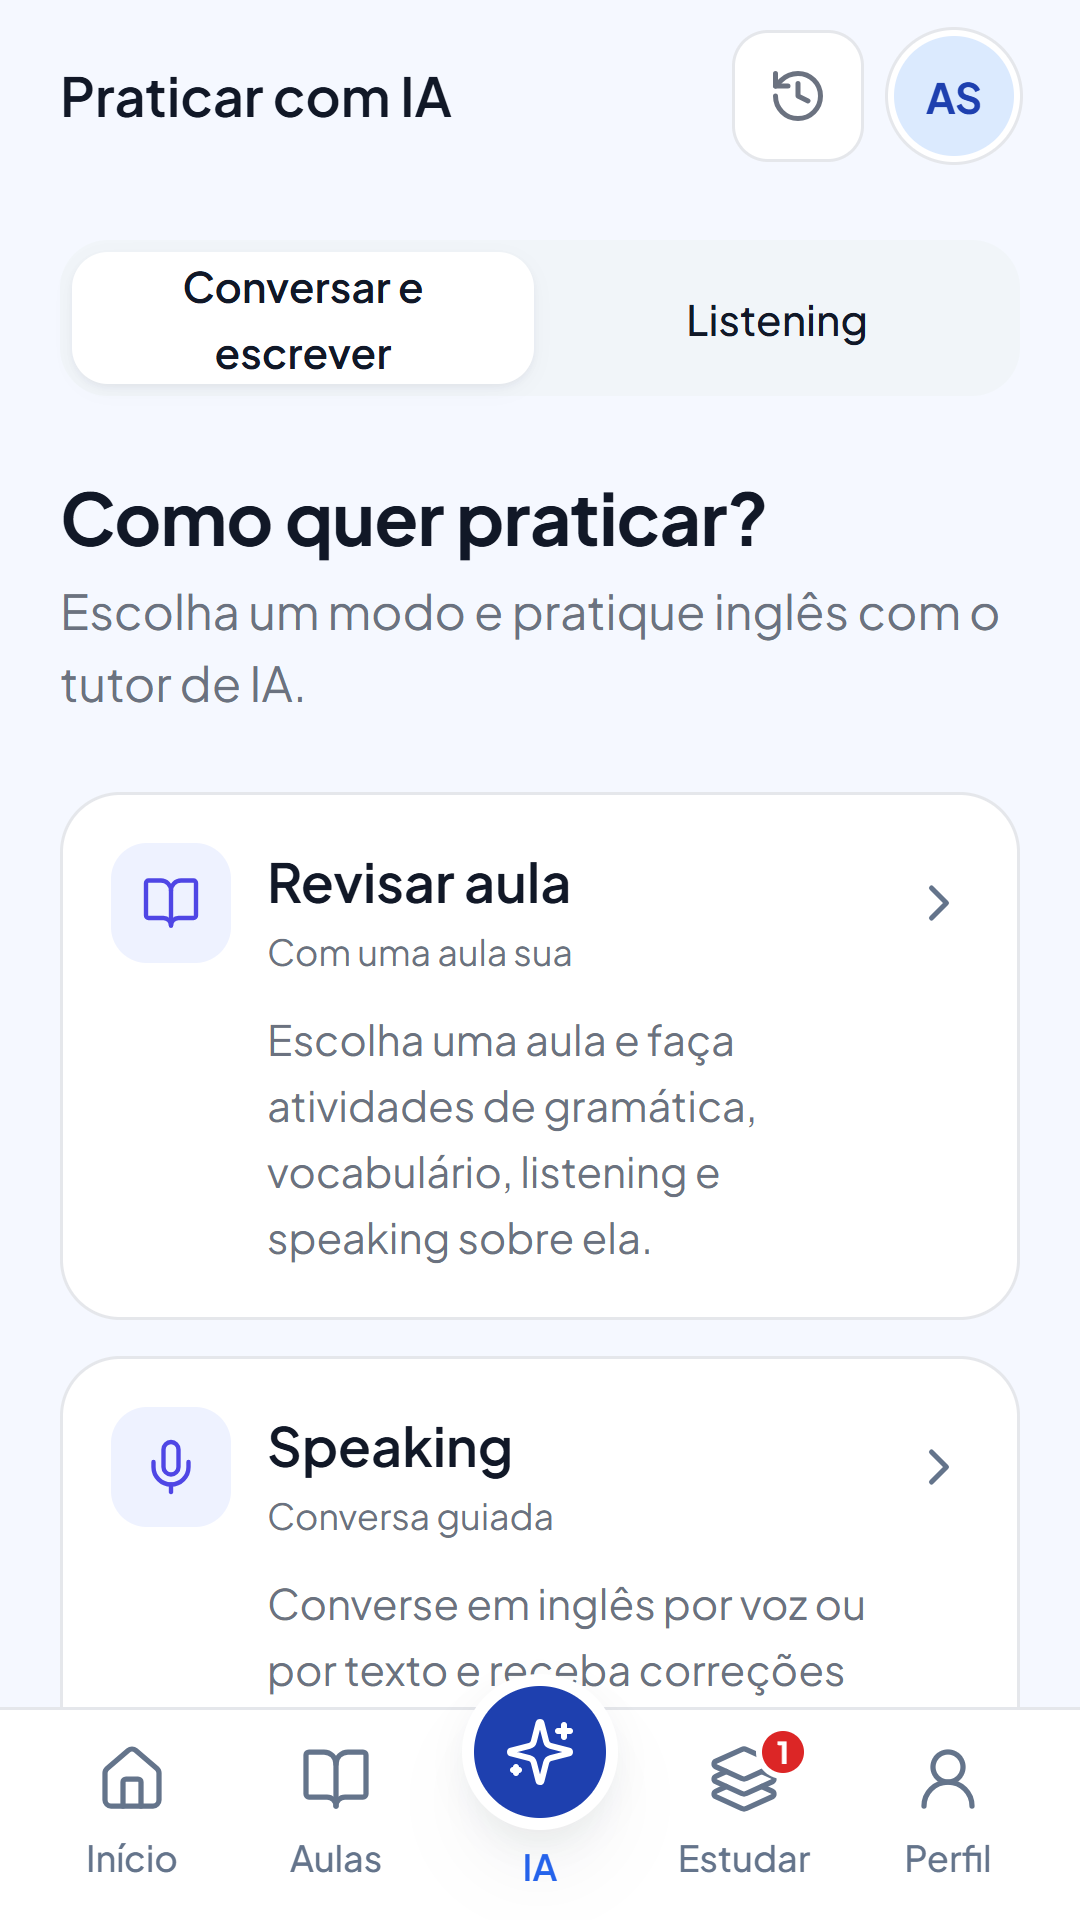 Praticar com IA
AS
Conversar e
escrever
Listening
Como quer praticar?
Escolha um modo e pratique inglês com o
tutor de IA.
Revisar aula
Com uma aula sua
Escolha uma aula e faça
atividades de gramática,
vocabulário, listening e
speaking sobre ela.
Speaking
Conversa guiada
Converse em inglês por voz ou
por texto e receba correções
1
Início
Aulas
IA
Estudar
Perfil